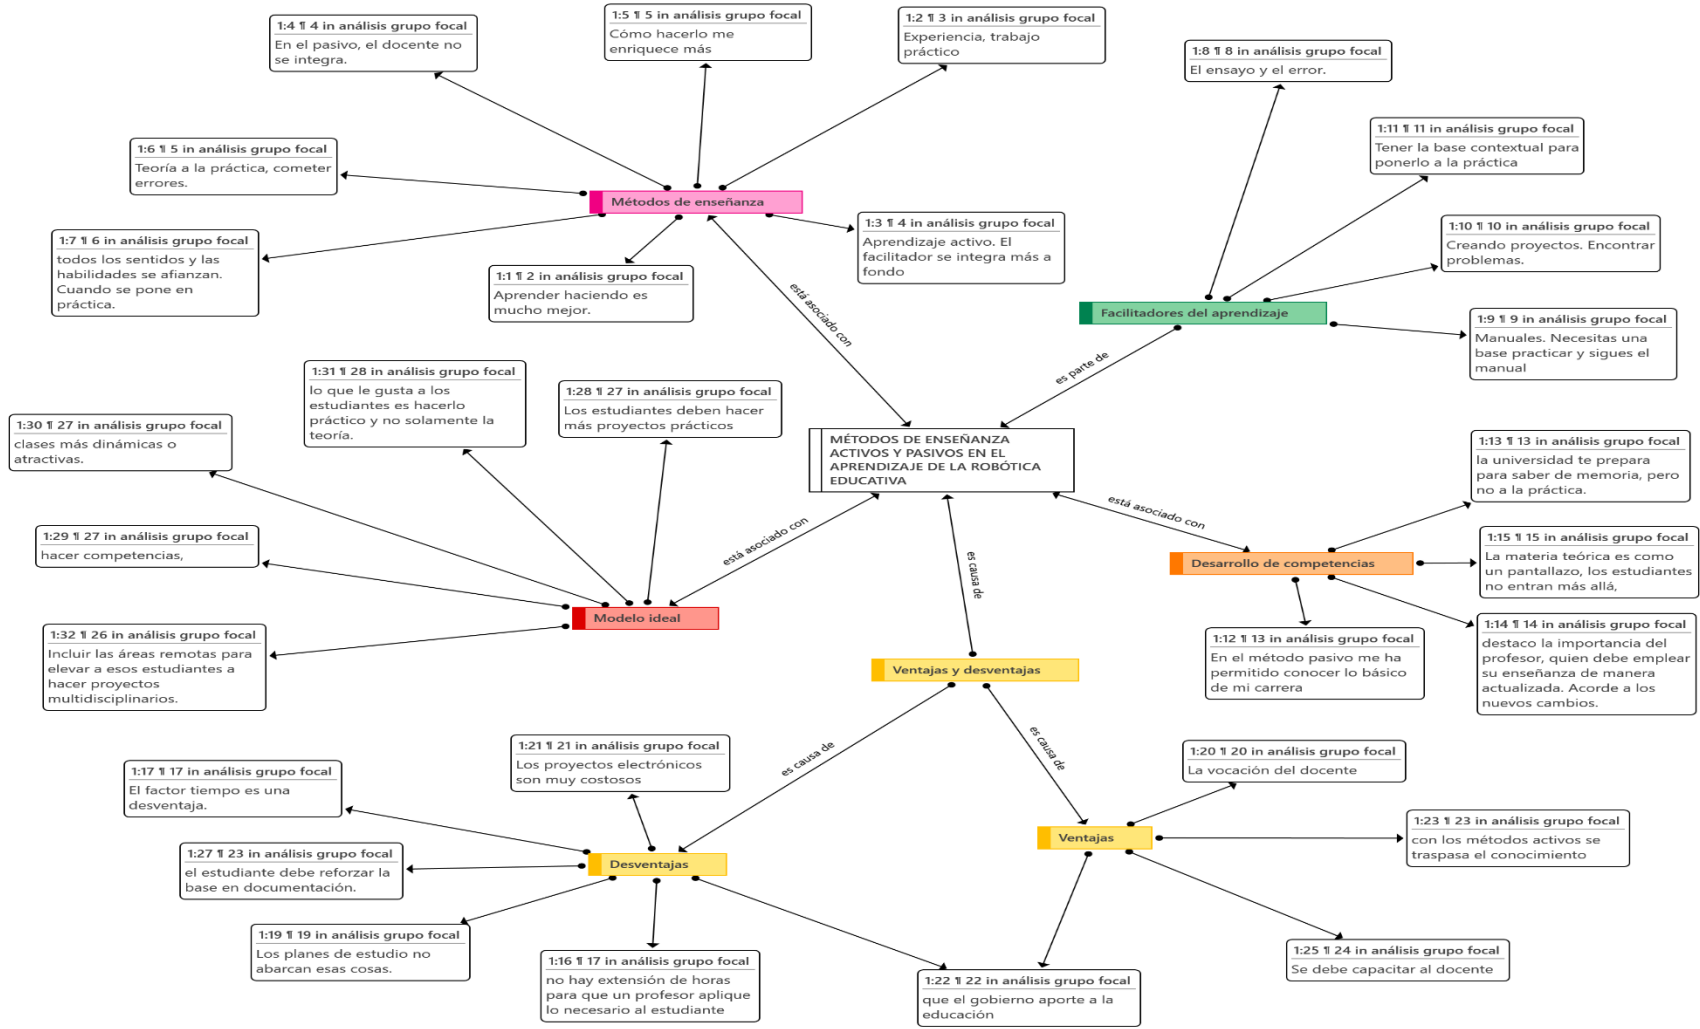 1:4 ¶ 4 in análisis grupo focal
En el pasivo, el docente no
se integra.
1:5 ¶ 5 in análisis grupo focal
Cómo hacerlo me
enriquece más
1:2 ¶ 3 in análisis grupo focal
Experiencia, trabajo
práctico
1:8 ¶ 8 in análisis grupo focal
El ensayo y el error.
1:6 ¶ 5 in análisis grupo focal
Teoría a la práctica, cometer
errores.
1:11 ¶ 11 in análisis grupo focal
Tener la base contextual para
ponerlo a la práctica
Métodos de enseñanza
1:7 ¶ 6 in análisis grupo focal
todos los sentidos y las
habilidades se afianzan.
Cuando se pone en
práctica.
1:1 ¶ 2 in análisis grupo focal
Aprender haciendo es
mucho mejor.
1:3 ¶ 4 in análisis grupo focal
Aprendizaje activo. El
facilitador se integra más a
fondo
1:10 ¶ 10 in análisis grupo focal
Creando proyectos. Encontrar
problemas.
Facilitadores del aprendizaje
1:9 ¶ 9 in análisis grupo focal
Manuales. Necesitas una
base practicar y sigues el
manual
está asociado con
es parte de
1:31 ¶ 28 in análisis grupo focal
lo que le gusta a los
estudiantes es hacerlo
práctico y no solamente la
teoría.
1:28 ¶ 27 in análisis grupo focal
Los estudiantes deben hacer
más proyectos prácticos
1:30 ¶ 27 in análisis grupo focal
clases más dinámicas o
atractivas.
MÉTODOS DE ENSEÑANZA
ACTIVOS Y PASIVOS EN EL
APRENDIZAJE DE LA ROBÓTICA
EDUCATIVA
1:13 ¶ 13 in análisis grupo focal
la universidad te prepara
para saber de memoria, pero
no a la práctica.
está asociado con
está asociado con
es causa de
1:29 ¶ 27 in análisis grupo focal
hacer competencias,
1:15 ¶ 15 in análisis grupo focal
La materia teórica es como
un pantallazo, los estudiantes
no entran más allá,
Desarrollo de competencias
Modelo ideal
1:32 ¶ 26 in análisis grupo focal
Incluir las áreas remotas para
elevar a esos estudiantes a
hacer proyectos
multidisciplinarios.
1:12 ¶ 13 in análisis grupo focal
En el método pasivo me ha
permitido conocer lo básico
de mi carrera
1:14 ¶ 14 in análisis grupo focal
destaco la importancia del
profesor, quien debe emplear
su enseñanza de manera
actualizada. Acorde a los
nuevos cambios.
Ventajas y desventajas
es causa de
es causa de
1:21 ¶ 21 in análisis grupo focal
Los proyectos electrónicos
son muy costosos
1:20 ¶ 20 in análisis grupo focal
La vocación del docente
1:17 ¶ 17 in análisis grupo focal
El factor tiempo es una
desventaja.
1:23 ¶ 23 in análisis grupo focal
con los métodos activos se
traspasa el conocimiento
Ventajas
Desventajas
1:27 ¶ 23 in análisis grupo focal
el estudiante debe reforzar la
base en documentación.
1:19 ¶ 19 in análisis grupo focal
Los planes de estudio no
abarcan esas cosas.
1:16 ¶ 17 in análisis grupo focal
no hay extensión de horas
para que un profesor aplique
lo necesario al estudiante
1:22 ¶ 22 in análisis grupo focal
que el gobierno aporte a la
educación
1:25 ¶ 24 in análisis grupo focal
Se debe capacitar al docente